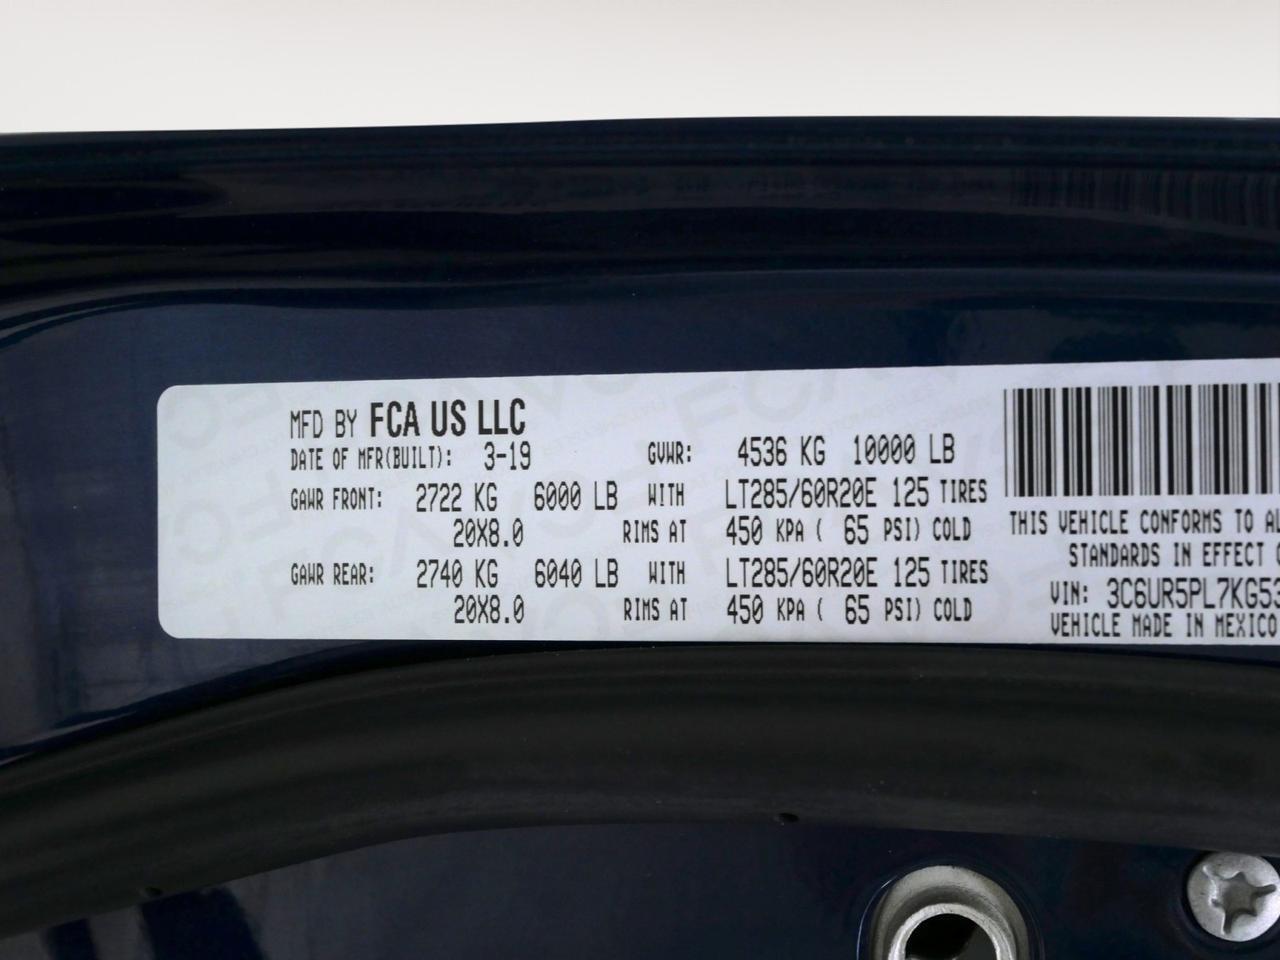 MFD BY FCA US LLC
DATE OF MFR(BUILT): 3-19 GVWR: 4536 KG 10000 LB
GAWR FRONT: 2722 KG 6000 LB WITH LT285/60R20E 125 TIRES
20X8.0 RIMS AT 450 KPA ( 65 PSI) COLD
GAWR REAR: 2740 KG 6040 LB WITH LT285/60R20E 125 TIRES
20X8.0 RIMS AT 450 KPA ( 65 PSI) COLD
THIS VEHICLE CONFORMS TO
STANDARDS IN EFFECT
VIN: 3C6UR5PL7KG53
VEHICLE MADE IN MEXICO